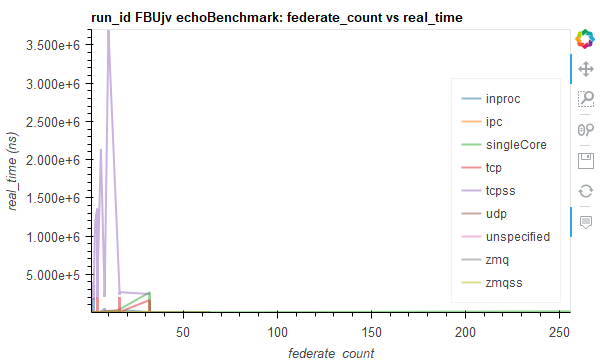 run_id FBUjv echoBenchmark: federate_count vs real_time
3.500e+6
3.000e+6
2.500e+6
2.000e+6
1.500e+6
1.000e+6
5.000e+5
real_time (ns)
inproc
ipc
singleCore
tcp
tcpss
udp
unspecified
zmq
zmqss
50
100
150
200
250
federate_count